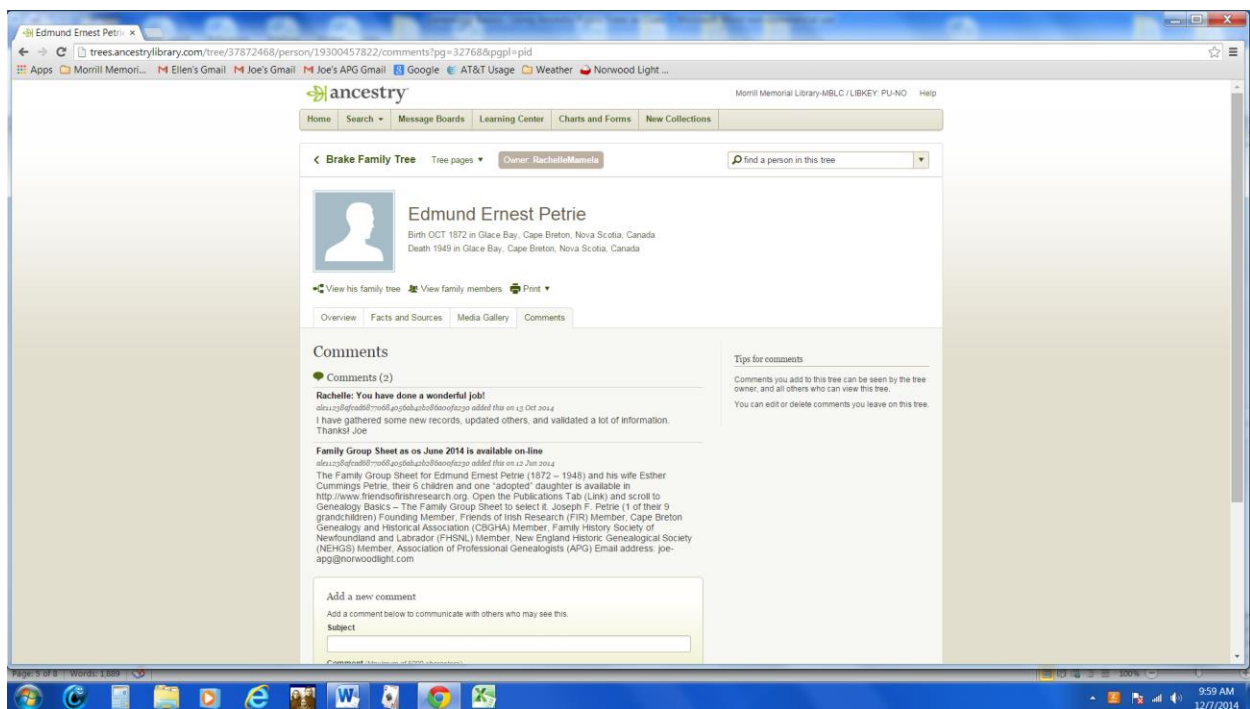 Edmund Ernest Petri
trees.ancestrylibrary.com/tree/37872468/person/19300457822/comments?pg=32768&pgpl=pid
Apps Morrill Memori... Ellen's Gmail Joe's Gmail Joe's APG Gmail Google AT&T Usage Weather Norwood Light ...
ancestry
Morrill Memorial Library-MBLC / LIBKEY: PU-NO Help
Home Search Message Boards Learning Center Charts and Forms New Collections
Brake Family Tree Tree pages Owner: RachelleMamela find a person in this tree
Edmund Ernest Petrie
Birth OCT 1872 in Glace Bay, Cape Breton, Nova Scotia, Canada
Death 1949 in Glace Bay, Cape Breton, Nova Scotia, Canada
View his family tree View family members Print
Overview Facts and Sources Media Gallery Comments
Comments
Comments (2)
Rachelle: You have done a wonderful job!
added this on 13 Oct 2014
I have gathered some new records, updated others, and validated a lot of information.
Thanks! Joe
Family Group Sheet as os June 2014 is available on-line
added this on 12 Jun 2014
The Family Group Sheet for Edmund Ernest Petrie (1872 – 1948) and his wife Esther
Cummings Petrie, their 6 children and one "adopted" daughter is available in
http://www.friendsofirishresearch.org. Open the Publications Tab (Link) and scroll to
Genealogy Basics – The Family Group Sheet to select it. Joseph F. Petrie (1 of their 9
grandchildren) Founding Member, Friends of Irish Research (FIR) Member, Cape Breton
Genealogy and Historical Association (CBGHA) Member, Family History Society of
Newfoundland and Labrador (FHSNL) Member, New England Historic Genealogical Society
(NEHGS) Member, Association of Professional Genealogists (APG) Email address: joe-
apg@norwoodlight.com
Tips for comments
Comments you add to this tree can be seen by the tree
owner, and all others who can view this tree.
You can edit or delete comments you leave on this tree.
Add a new comment
Add a comment below to communicate with others who may see this.
Subject
Comment (Maximum of 5000 characters)
Page: 5 of 8 Words: 1,889 100%
9:59 AM
12/7/2014